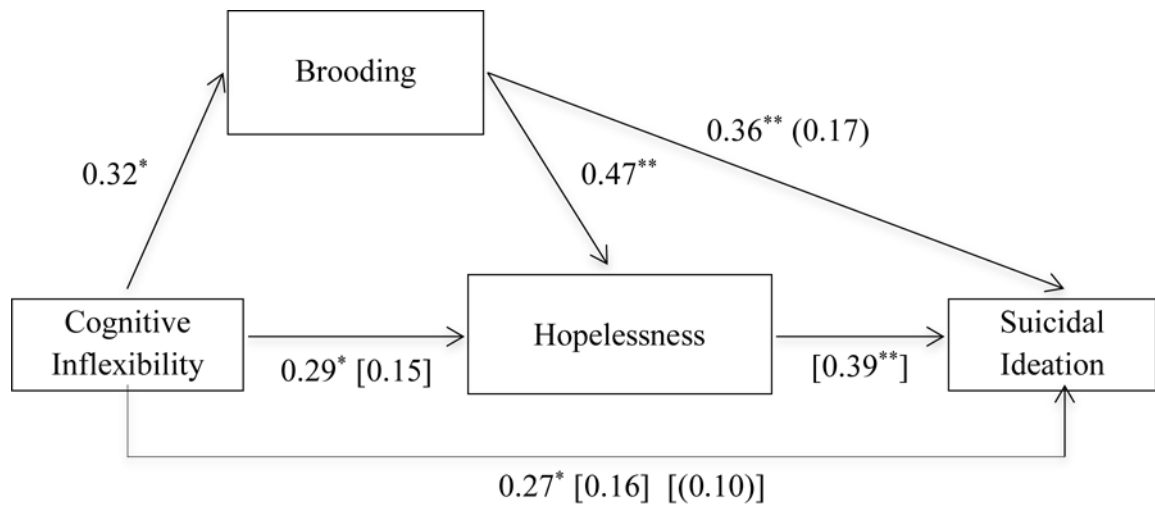 Brooding
0.36** (0.17)
0.32*
0.47**
Cognitive
Inflexibility
Hopelessness
Suicidal
Ideation
0.29* [0.15]
[0.39**]
0.27* [0.16] [(0.10)]